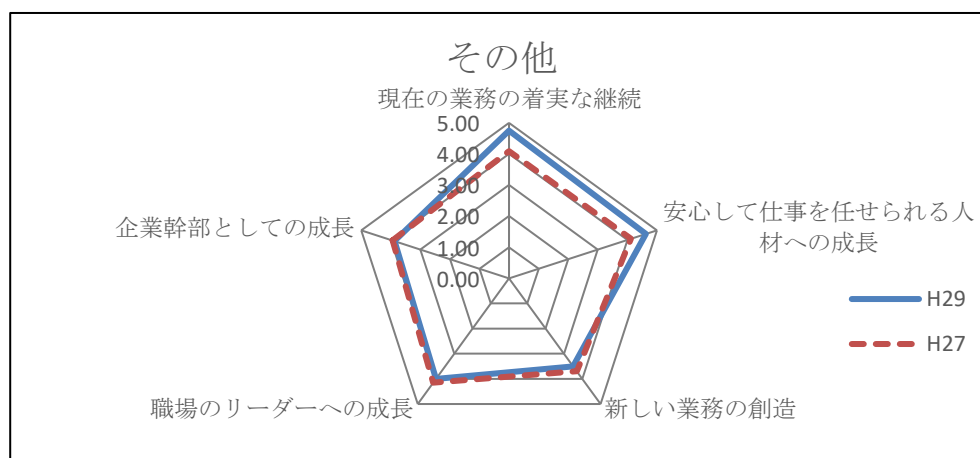 その他
現在の業務の着実な継続
5.00
4.00
3.00
2.00
1.00
0.00
安心して仕事を任せられる人
材への成長
企業幹部としての成長
H29
H27
職場のリーダーへの成長
新しい業務の創造